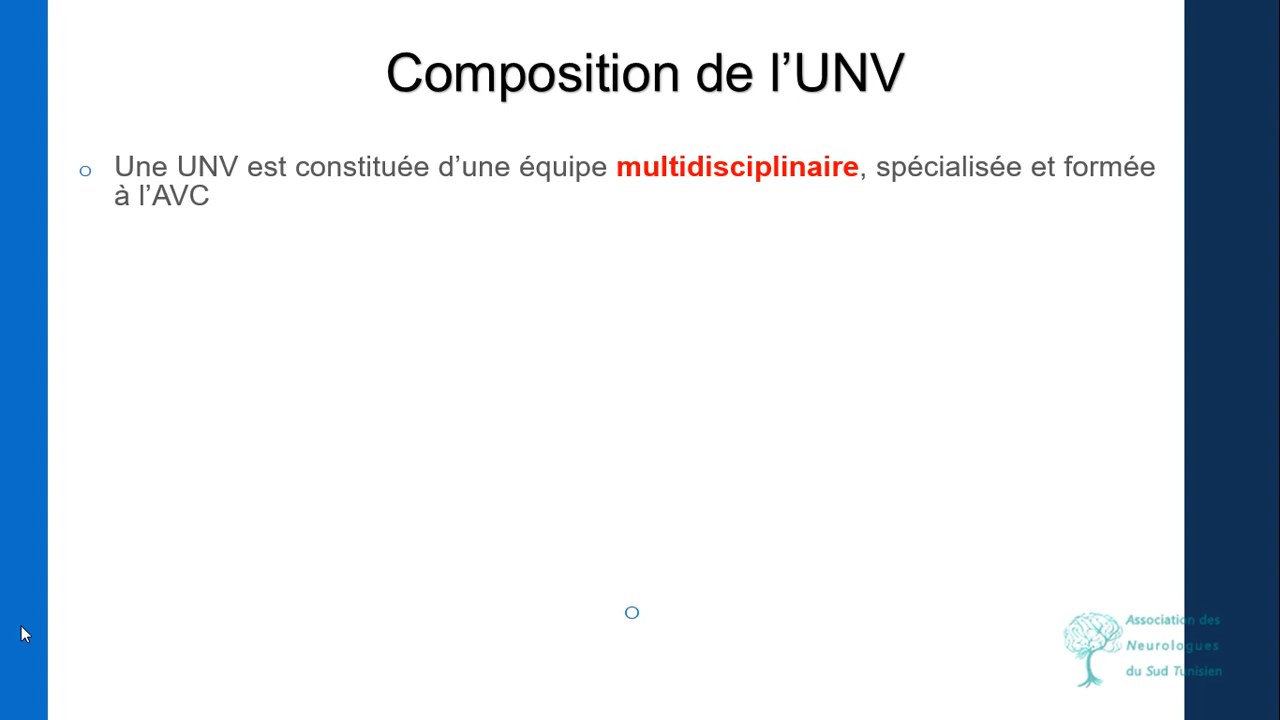 Composition de l’UNV
o Une UNV est constituée d’une équipe multidisciplinaire, spécialisée et formée
à l’AVC
o
Association des
Neurologues
du Sud Tunisien